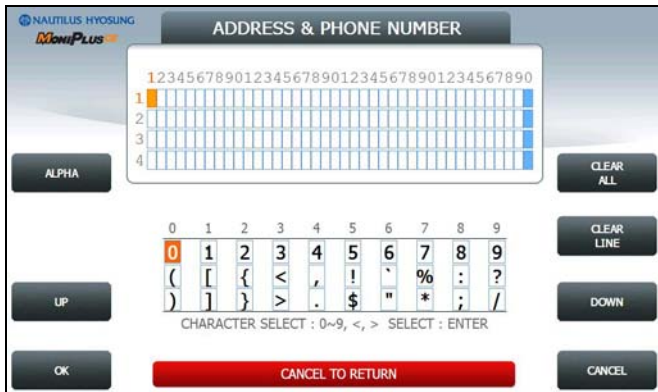 NAUTILUS HYOSUNG
MoniPlusCE
ADDRESS & PHONE NUMBER
1234567890123456789012345678901234567890
1
2
3
4
ALPHA
CLEAR ALL
CLEAR LINE
0 1 2 3 4 5 6 7 8 9
0 1 2 3 4 5 6 7 8 9
( [ { < , ! ` % : ?
) ] } > . $ " * ; /
CHARACTER SELECT : 0~9, <, > SELECT : ENTER
UP
DOWN
OK
CANCEL TO RETURN
CANCEL